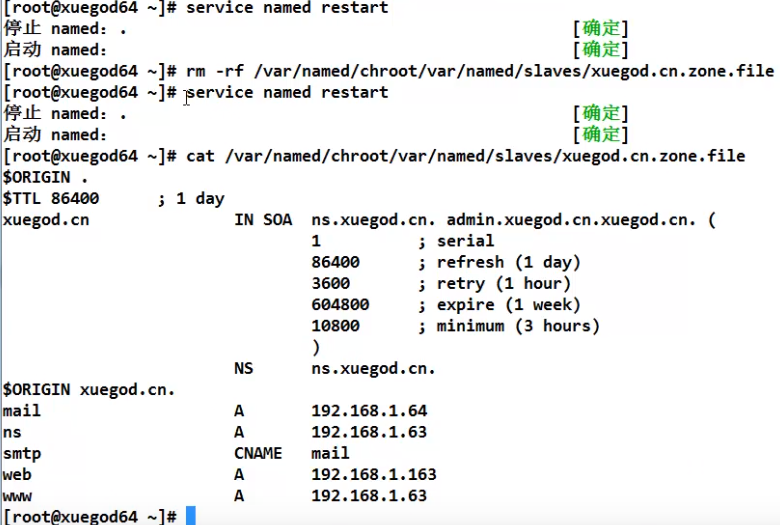 [root@xuegod64 ~]# service named restart
停止 named：. [确定]
启动 named： [确定]
[root@xuegod64 ~]# rm -rf /var/named/chroot/var/named/slaves/xuegod.cn.zone.file
[root@xuegod64 ~]# service named restart
停止 named：. [确定]
启动 named： [确定]
[root@xuegod64 ~]# cat /var/named/chroot/var/named/slaves/xuegod.cn.zone.file
$ORIGIN .
$TTL 86400 ; 1 day
xuegod.cn IN SOA ns.xuegod.cn. admin.xuegod.cn.xuegod.cn. (
1 ; serial
86400 ; refresh (1 day)
3600 ; retry (1 hour)
604800 ; expire (1 week)
10800 ; minimum (3 hours)
)
NS ns.xuegod.cn.
$ORIGIN xuegod.cn.
mail A 192.168.1.64
ns A 192.168.1.63
smtp CNAME mail
web A 192.168.1.163
www A 192.168.1.63
[root@xuegod64 ~]#